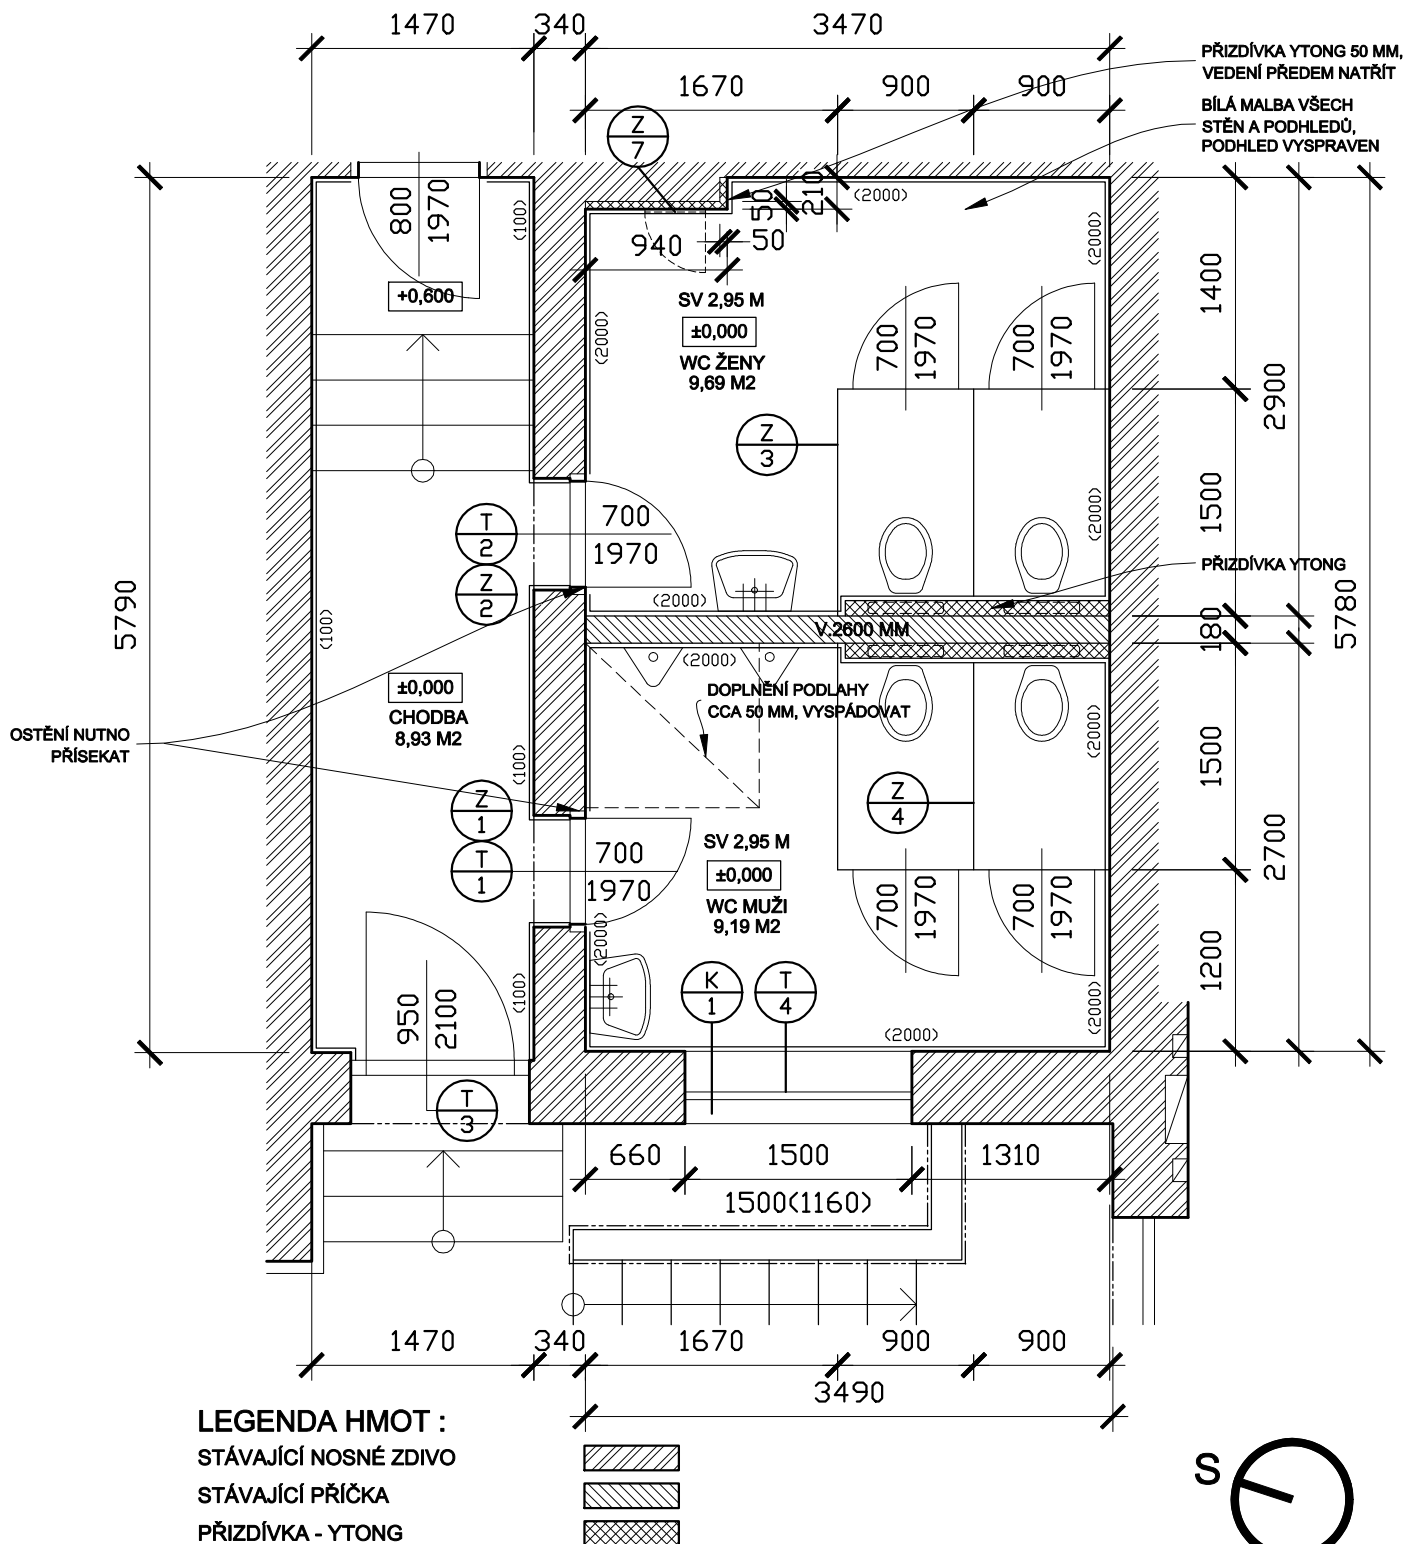 1470
340
3470
1670
900
900
PŘIZDÍVKA YTONG 50 MM,
VEDENÍ PŘEDEM NATŘÍT
BÍLÁ MALBA VŠECH
STĚN A PODHLEDŮ,
PODHLED VYSPRAVEN
Z
7
800
1970
(100)
+0,600
50
210
(2000)
940
50
(2000)
(2000)
SV 2,95 M
±0,000
WC ŽENY
9,69 M2
700
1970
700
1970
1400
2900
Z
3
T
2
Z
2
700
1970
(2000)
(2000)
1500
PŘIZDÍVKA YTONG
5790
(100)
V.2600 MM
180
5780
(2000)
±0,000
CHODBA
8,93 M2
DOPLNĚNÍ PODLAHY
CCA 50 MM, VYSPÁDOVAT
(2000)
OSTĚNÍ NUTNO
PŘÍSEKAT
(100)
1500
2700
Z
1
T
1
Z
4
700
1970
SV 2,95 M
±0,000
WC MUŽI
9,19 M2
700
1970
700
1970
(2000)
1200
950
2100
(100)
K
1
T
4
(2000)
(2000)
T
3
660
1500
1310
1500(1160)
1470
340
1670
900
900
3490
LEGENDA HMOT :
STÁVAJÍCÍ NOSNÉ ZDIVO
STÁVAJÍCÍ PŘÍČKA
PŘIZDÍVKA - YTONG
S